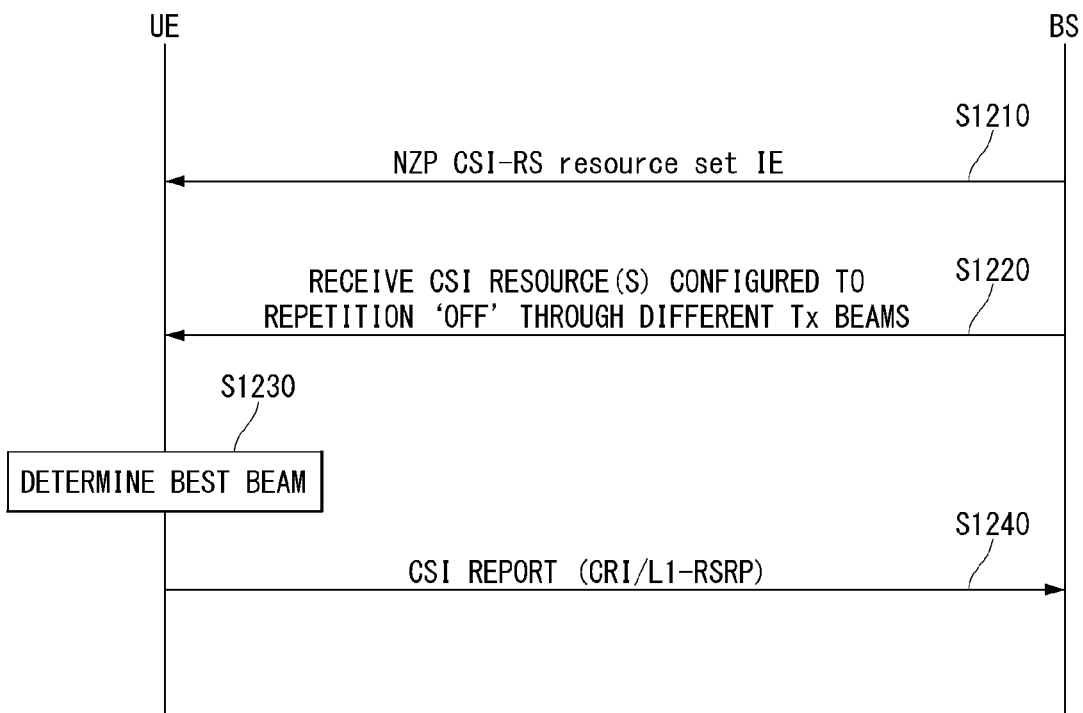 UE
BS
S1210
NZP CSI-RS resource set IE
S1220
RECEIVE CSI RESOURCE(S) CONFIGURED TO
REPETITION ‘OFF’ THROUGH DIFFERENT Tx BEAMS
S1230
DETERMINE BEST BEAM
S1240
CSI REPORT (CRI/L1-RSRP)